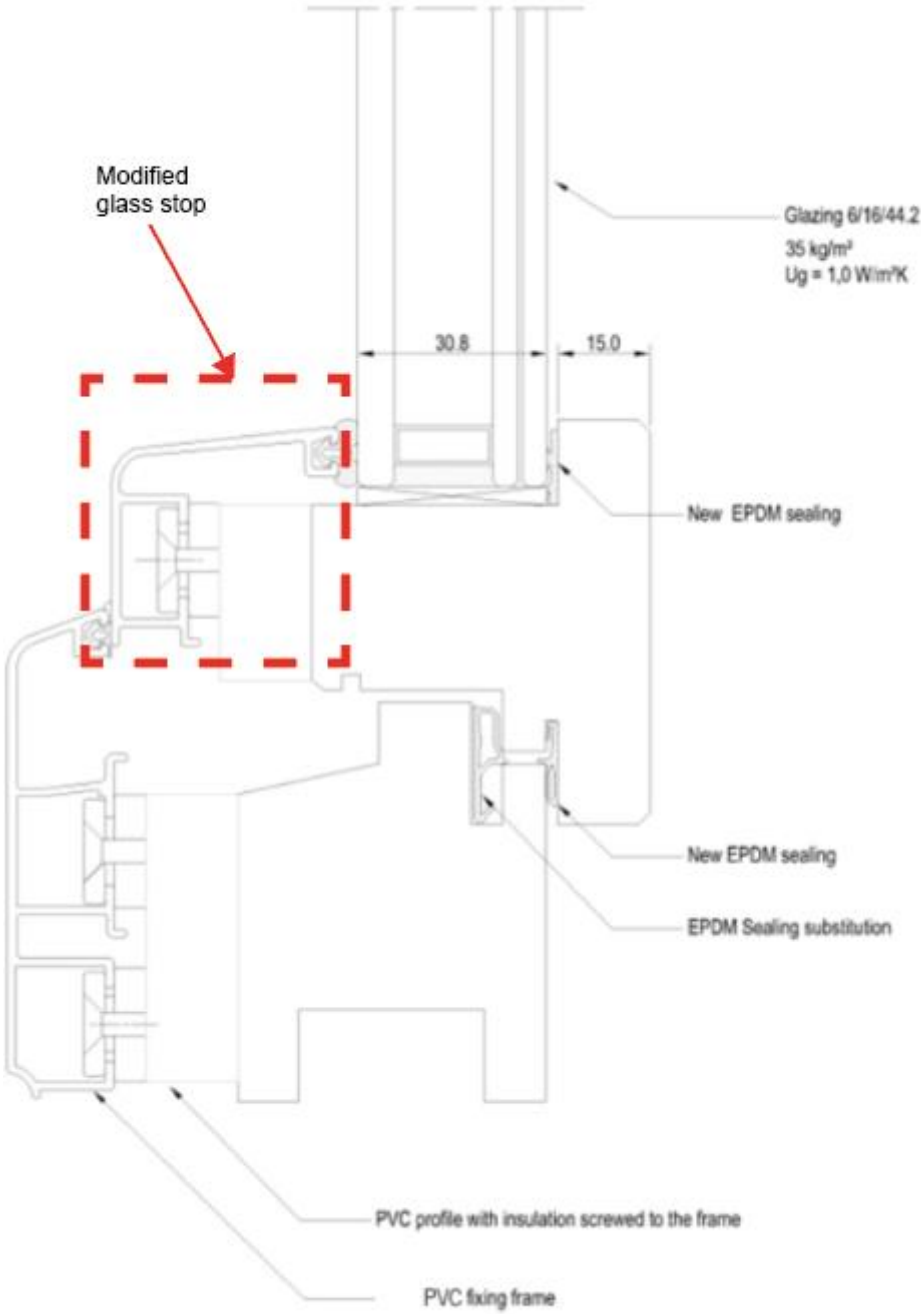 Modified
glass stop
Glazing 6/16/44.2
35 kg/m²
Ug = 1,0 W/m²K
30.8
15.0
New EPDM sealing
New EPDM sealing
EPDM Sealing substitution
PVC profile with insulation screwed to the frame
PVC fixing frame